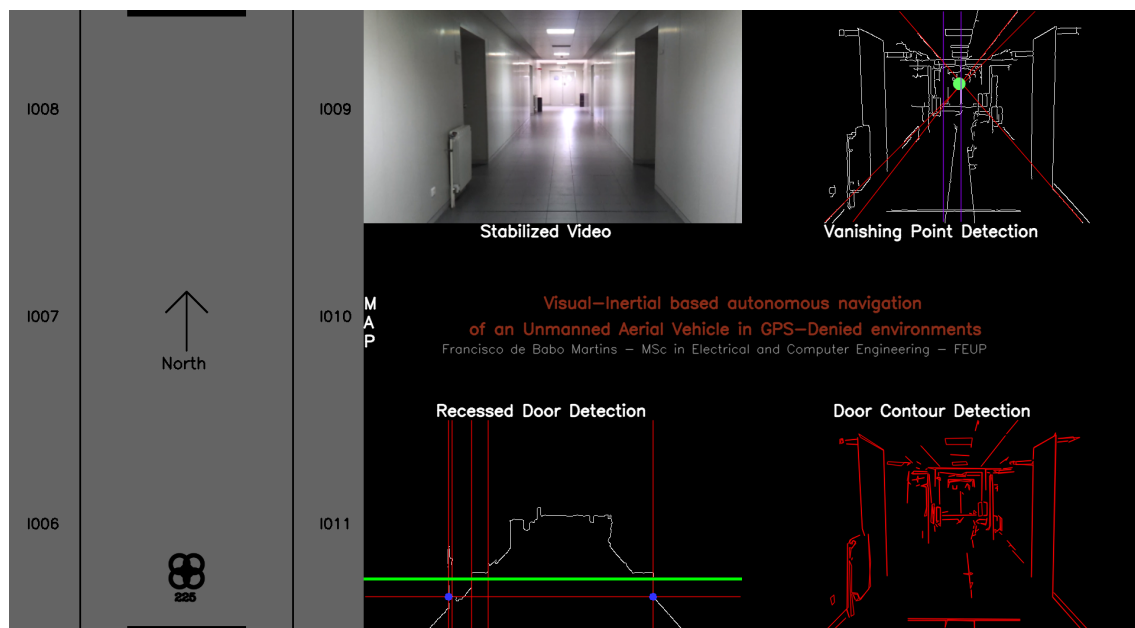 I008
I009
Stabilized Video
Vanishing Point Detection
I007
I010
M
A
P
Visual-Inertial based autonomous navigation
of an Unmanned Aerial Vehicle in GPS-Denied environments
Francisco de Babo Martins - MSc in Electrical and Computer Engineering - FEUP
North
Recessed Door Detection
Door Contour Detection
I006
I011
225